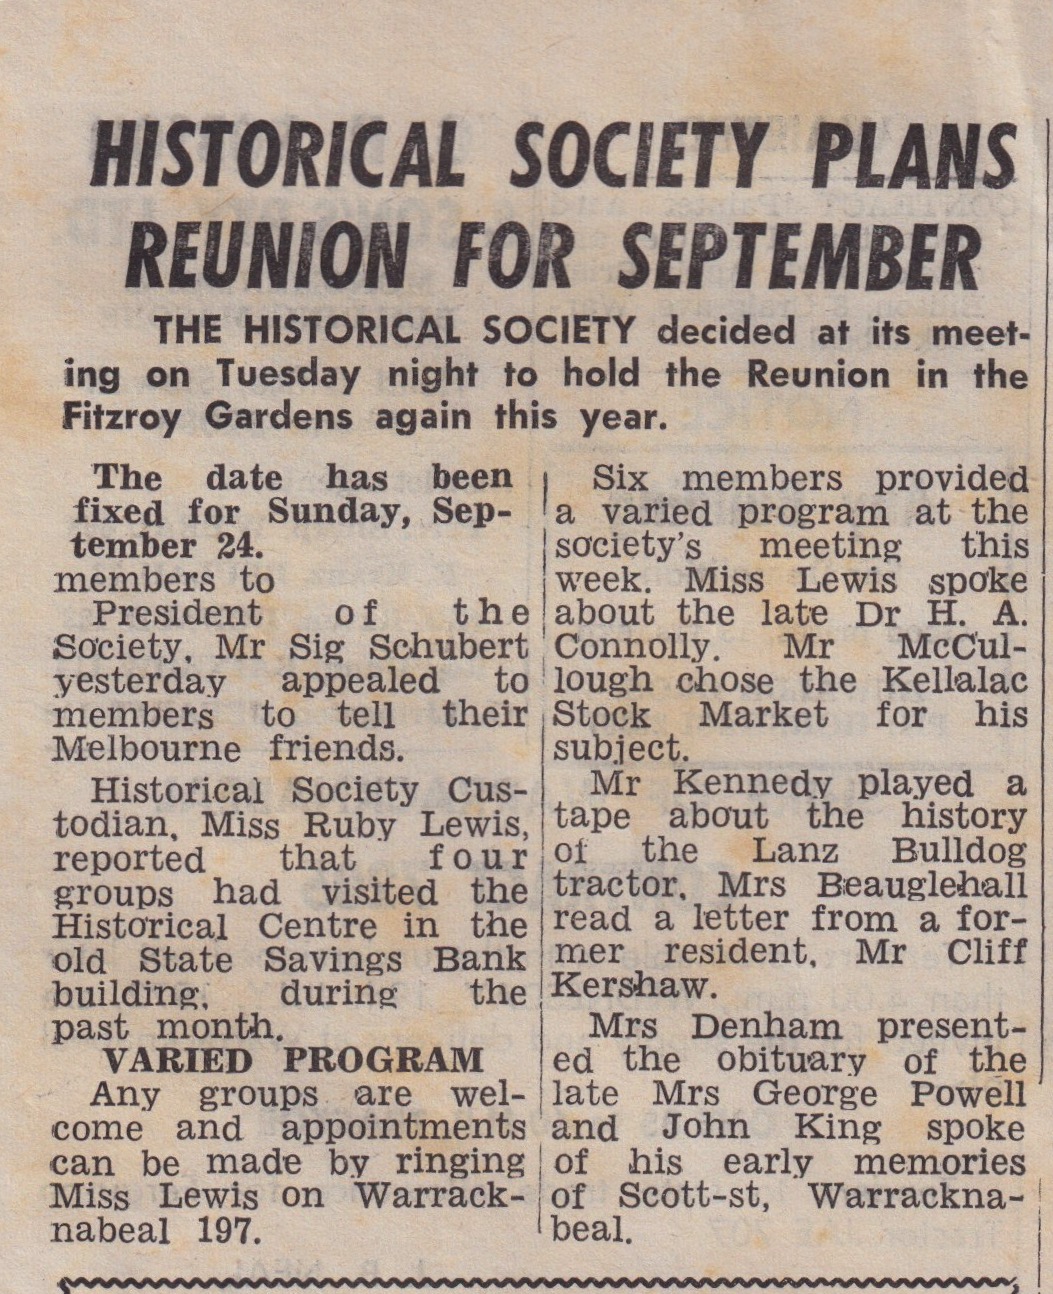 HISTORICAL SOCIETY PLANS
REUNION FOR SEPTEMBER
THE HISTORICAL SOCIETY decided at its meet-
ing on Tuesday night to hold the Reunion in the
Fitzroy Gardens again this year.
The date has been
fixed for Sunday, Sep-
tember 24.
members to
President of the
Society, Mr Sig Schubert
yesterday appealed to
members to tell their
Melbourne friends.
Historical Society Cus-
todian, Miss Ruby Lewis,
reported that four
groups had visited the
Historical Centre in the
old State Savings Bank
building, during the
past month.
VARIED PROGRAM
Any groups are wel-
come and appointments
can be made by ringing
Miss Lewis on Warrack-
nabeal 197.
Six members provided
a varied program at the
society's meeting this
week. Miss Lewis spoke
about the late Dr H. A.
Connolly. Mr McCul-
lough chose the Kellalac
Stock Market for his
subject.
Mr Kennedy played a
tape about the history
of the Lanz Bulldog
tractor, Mrs Beauglehall
read a letter from a for-
mer resident, Mr Cliff
Kershaw.
Mrs Denham present-
ed the obituary of the
late Mrs George Powell
and John King spoke
of his early memories
of Scott-st, Warrackna-
beal.